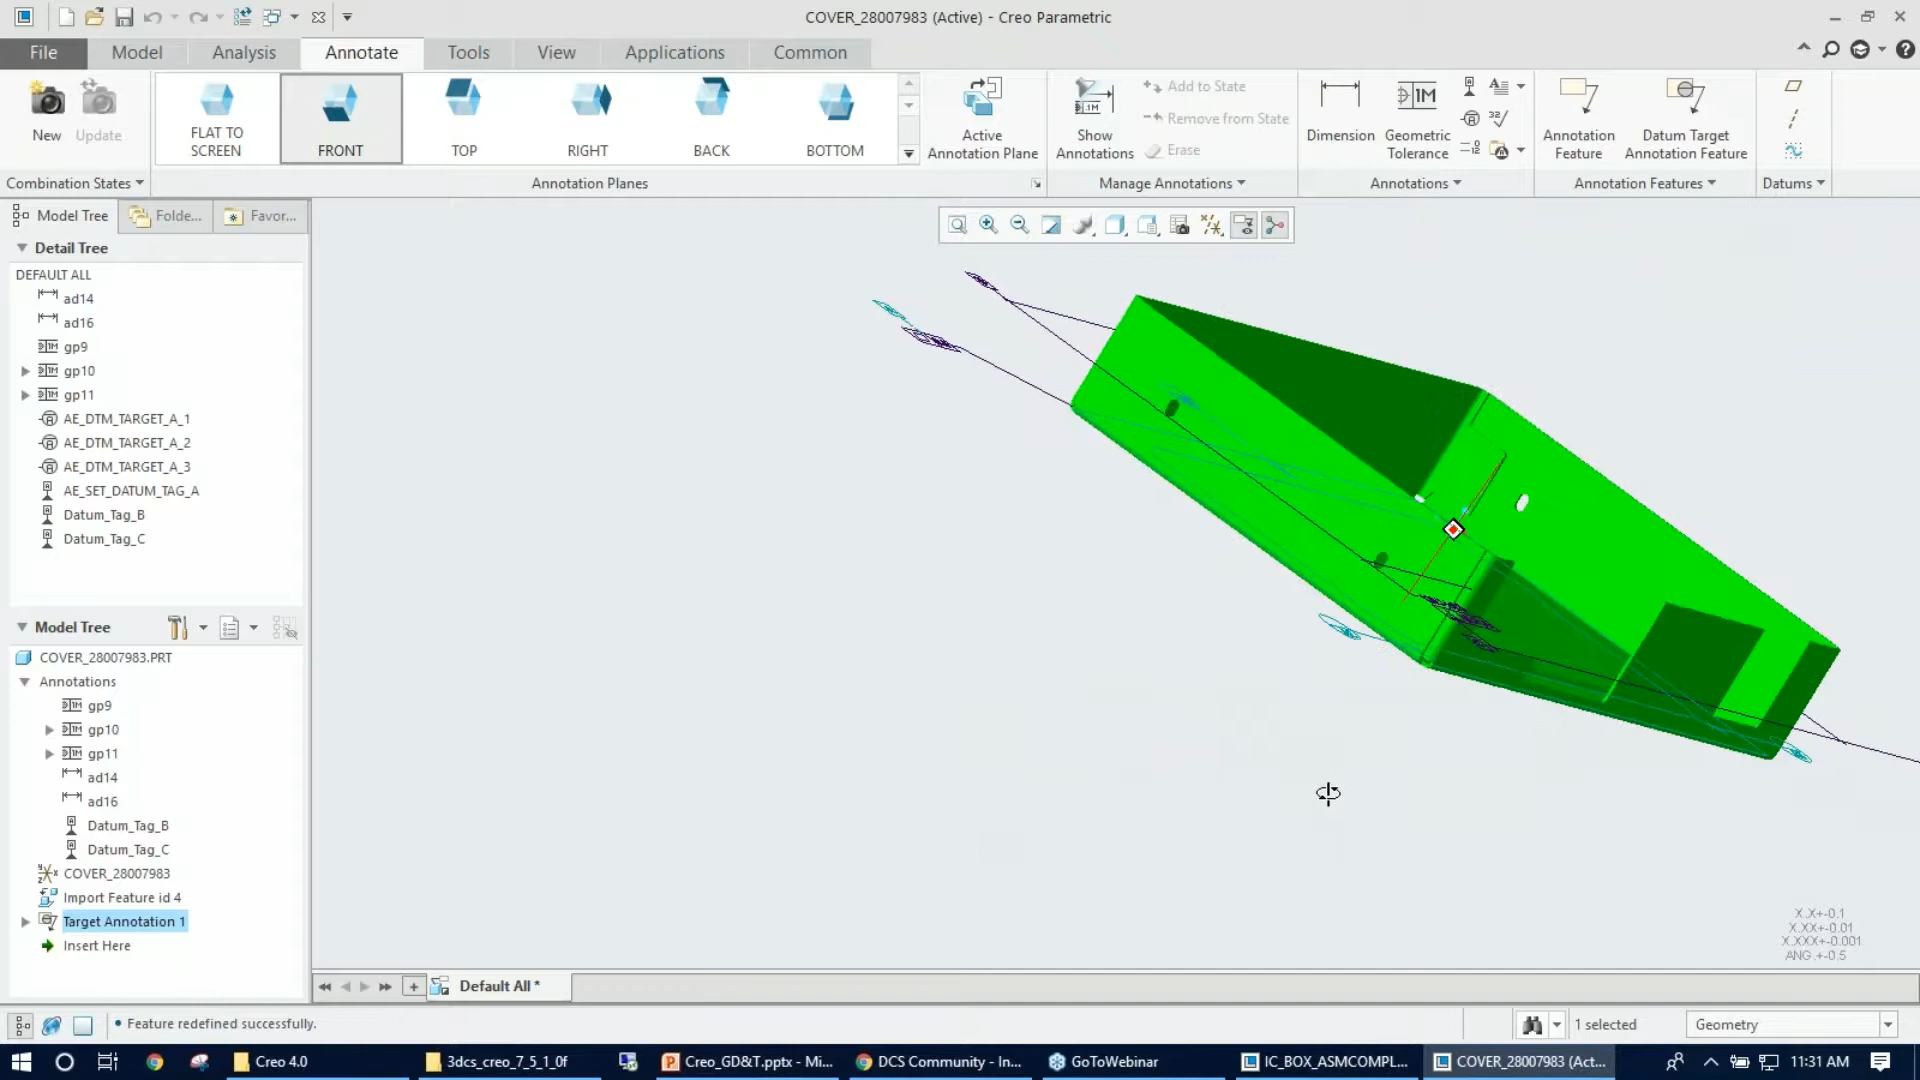 COVER_28007983 (Active) - Creo Parametric
File
Model
Analysis
Annotate
Tools
View
Applications
Common
New
Update
FLAT TO
SCREEN
FRONT
TOP
RIGHT
BACK
BOTTOM
Active
Annotation Plane
Show
Annotations
Add to State
Remove from State
Erase
Dimension
Geometric
Tolerance
Annotation
Feature
Datum Target
Annotation Feature
Combination States
Annotation Planes
Manage Annotations
Annotations
Annotation Features
Datums
Model Tree
Folde...
Favor...
Detail Tree
DEFAULT ALL
ad14
ad16
gp9
gp10
gp11
AE_DTM_TARGET_A_1
AE_DTM_TARGET_A_2
AE_DTM_TARGET_A_3
AE_SET_DATUM_TAG_A
Datum_Tag_B
Datum_Tag_C
Model Tree
COVER_28007983.PRT
Annotations
gp9
gp10
gp11
ad14
ad16
Datum_Tag_B
Datum_Tag_C
COVER_28007983
Import Feature id 4
Target Annotation 1
Insert Here
X.X+-0.1
X.XX+-0.01
X.XXX+-0.001
ANG.+-0.5
Default All *
• Feature redefined successfully.
1 selected
Geometry
Creo 4.0
3dcs_creo_7_5_1_0f
Creo_GD&T.pptx - Mi...
DCS Community - In...
GoToWebinar
IC_BOX_ASMCOMPL...
COVER_28007983 (Act...
11:31 AM